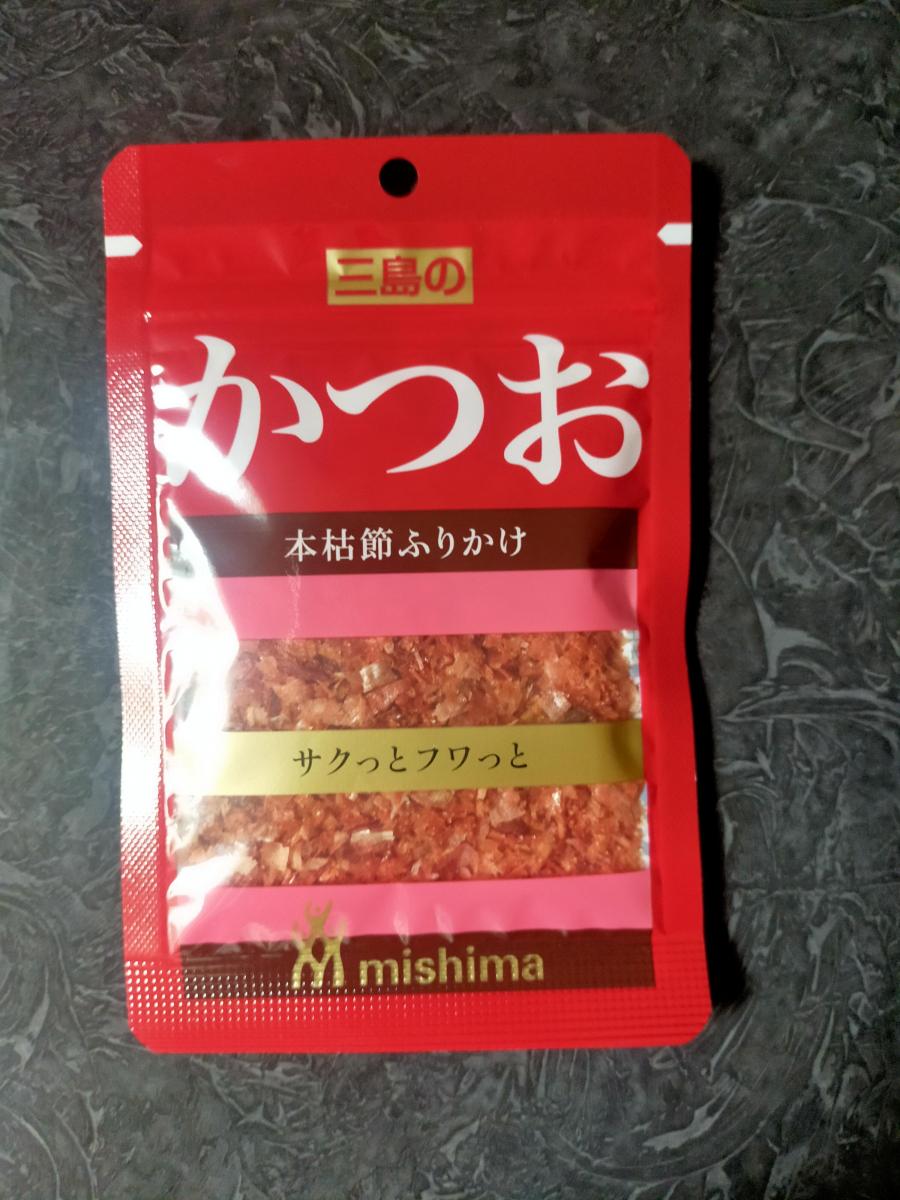 三島の
かつお
本枯節ふりかけ
サクっとフワっと
mishima